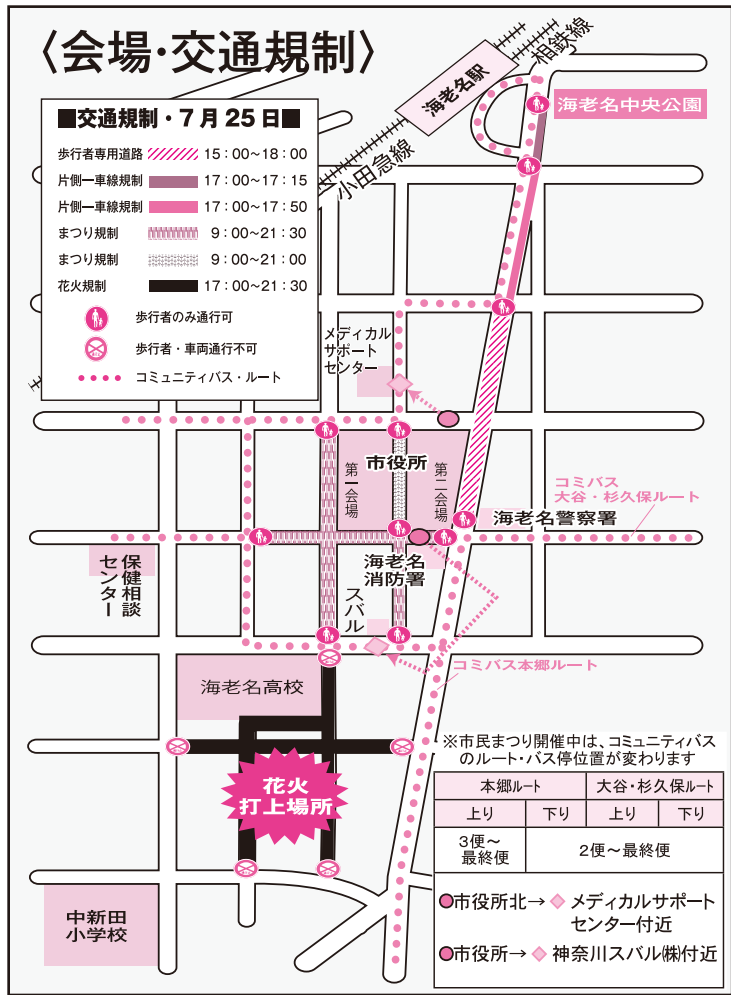 〈会場・交通規制〉
相鉄線
海老名駅
海老名中央公園
小田急線
■交通規制・7月25日■
歩行者専用道路 15:00〜18:00
片側一車線規制 17:00〜17:15
片側一車線規制 17:00〜17:50
まつり規制 9:00〜21:30
まつり規制 9:00〜21:00
花火規制 17:00〜21:30
歩行者のみ通行可
歩行者・車両通行不可
コミュニティバス・ルート
メディカル
サポート
センター
市役所
第一会場
第二会場
コミバス
大谷・杉久保ルート
海老名警察署
海老名
消防署
保健相談
センター
スバル
コミバス本郷ルート
海老名高校
花火
打上場所
中新田
小学校
※市民まつり開催中は、コミュニティバス
のルート・バス停位置が変わります
本郷ルート 大谷・杉久保ルート
上り 下り 上り 下り
3便〜
最終便
2便〜最終便
●市役所北→◆メディカルサポート
センター付近
●市役所→◆神奈川スバル㈱付近